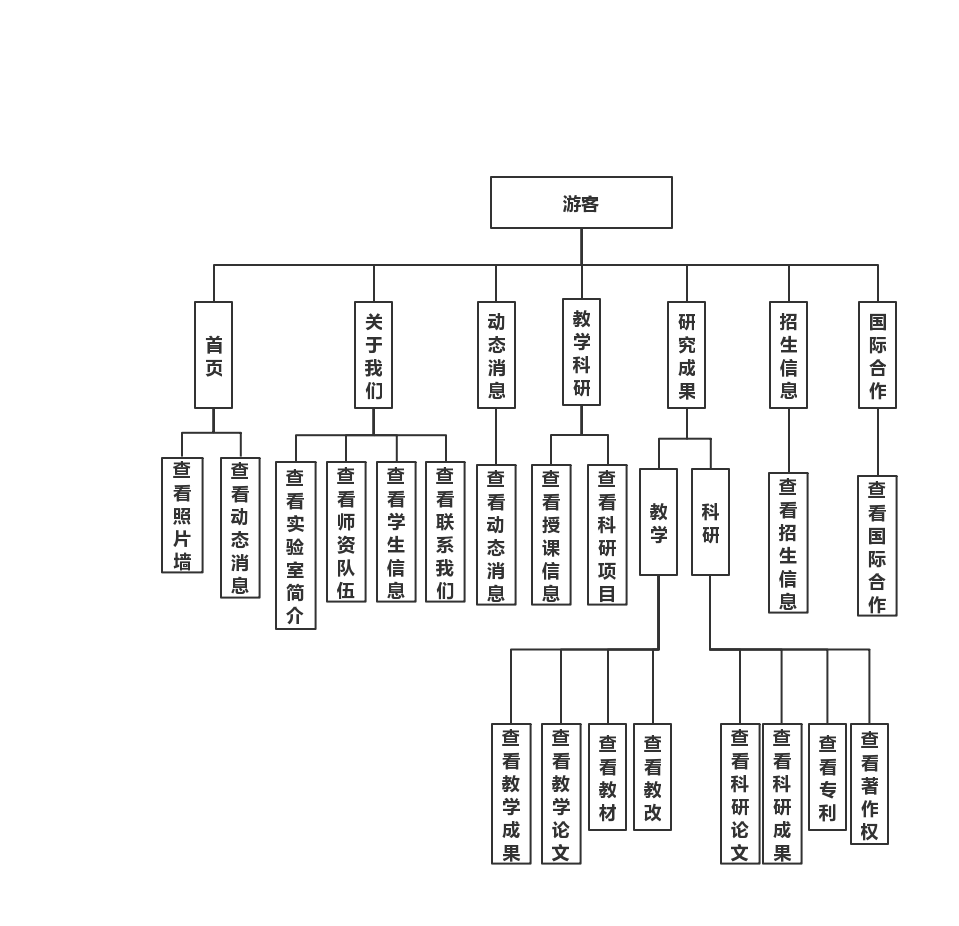 游客
首页
关于我们
动态消息
教学科研
研究成果
招生信息
国际合作
查看照片墙
查看动态消息
查看实验室简介
查看师资队伍
查看学生信息
查看联系我们
查看动态消息
查看授课信息
查看科研项目
教学
科研
查看招生信息
查看国际合作
查看教学成果
查看教学论文
查看教材
查看教改
查看科研论文
查看科研成果
查看专利
查看著作权